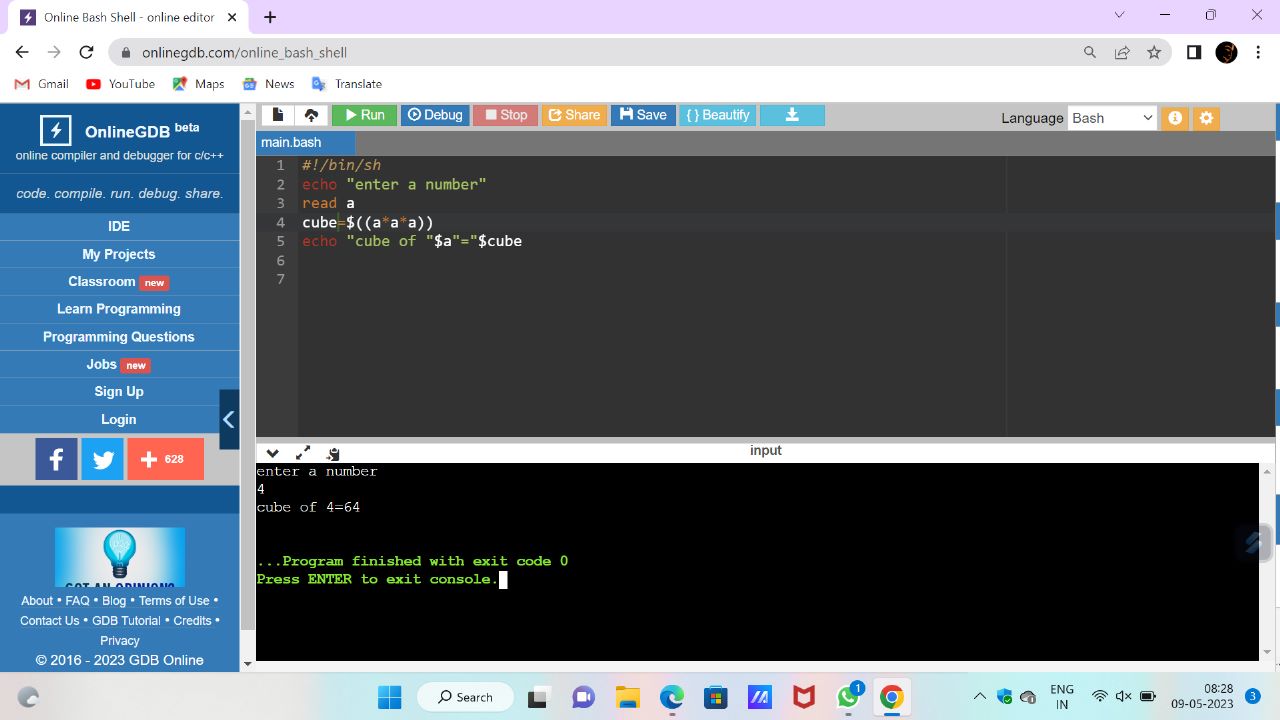 Online Bash Shell - online editor
onlinegdb.com/online_bash_shell
Gmail YouTube Maps News Translate
OnlineGDB beta
online compiler and debugger for c/c++
code. compile. run. debug. share.
IDE
My Projects
Classroom new
Learn Programming
Programming Questions
Jobs new
Sign Up
Login
628
GOT AN OPINION?
About • FAQ • Blog • Terms of Use •
Contact Us • GDB Tutorial • Credits •
Privacy
© 2016 - 2023 GDB Online
Run Debug Stop Share Save { } Beautify
Language Bash
main.bash
1 #!/bin/sh
2 echo "enter a number"
3 read a
4 cube=$((a*a*a))
5 echo "cube of "$a"="$cube
6
7
input
enter a number
4
cube of 4=64
...Program finished with exit code 0
Press ENTER to exit console.
Search
1
ENG
IN
08:28
09-05-2023
3